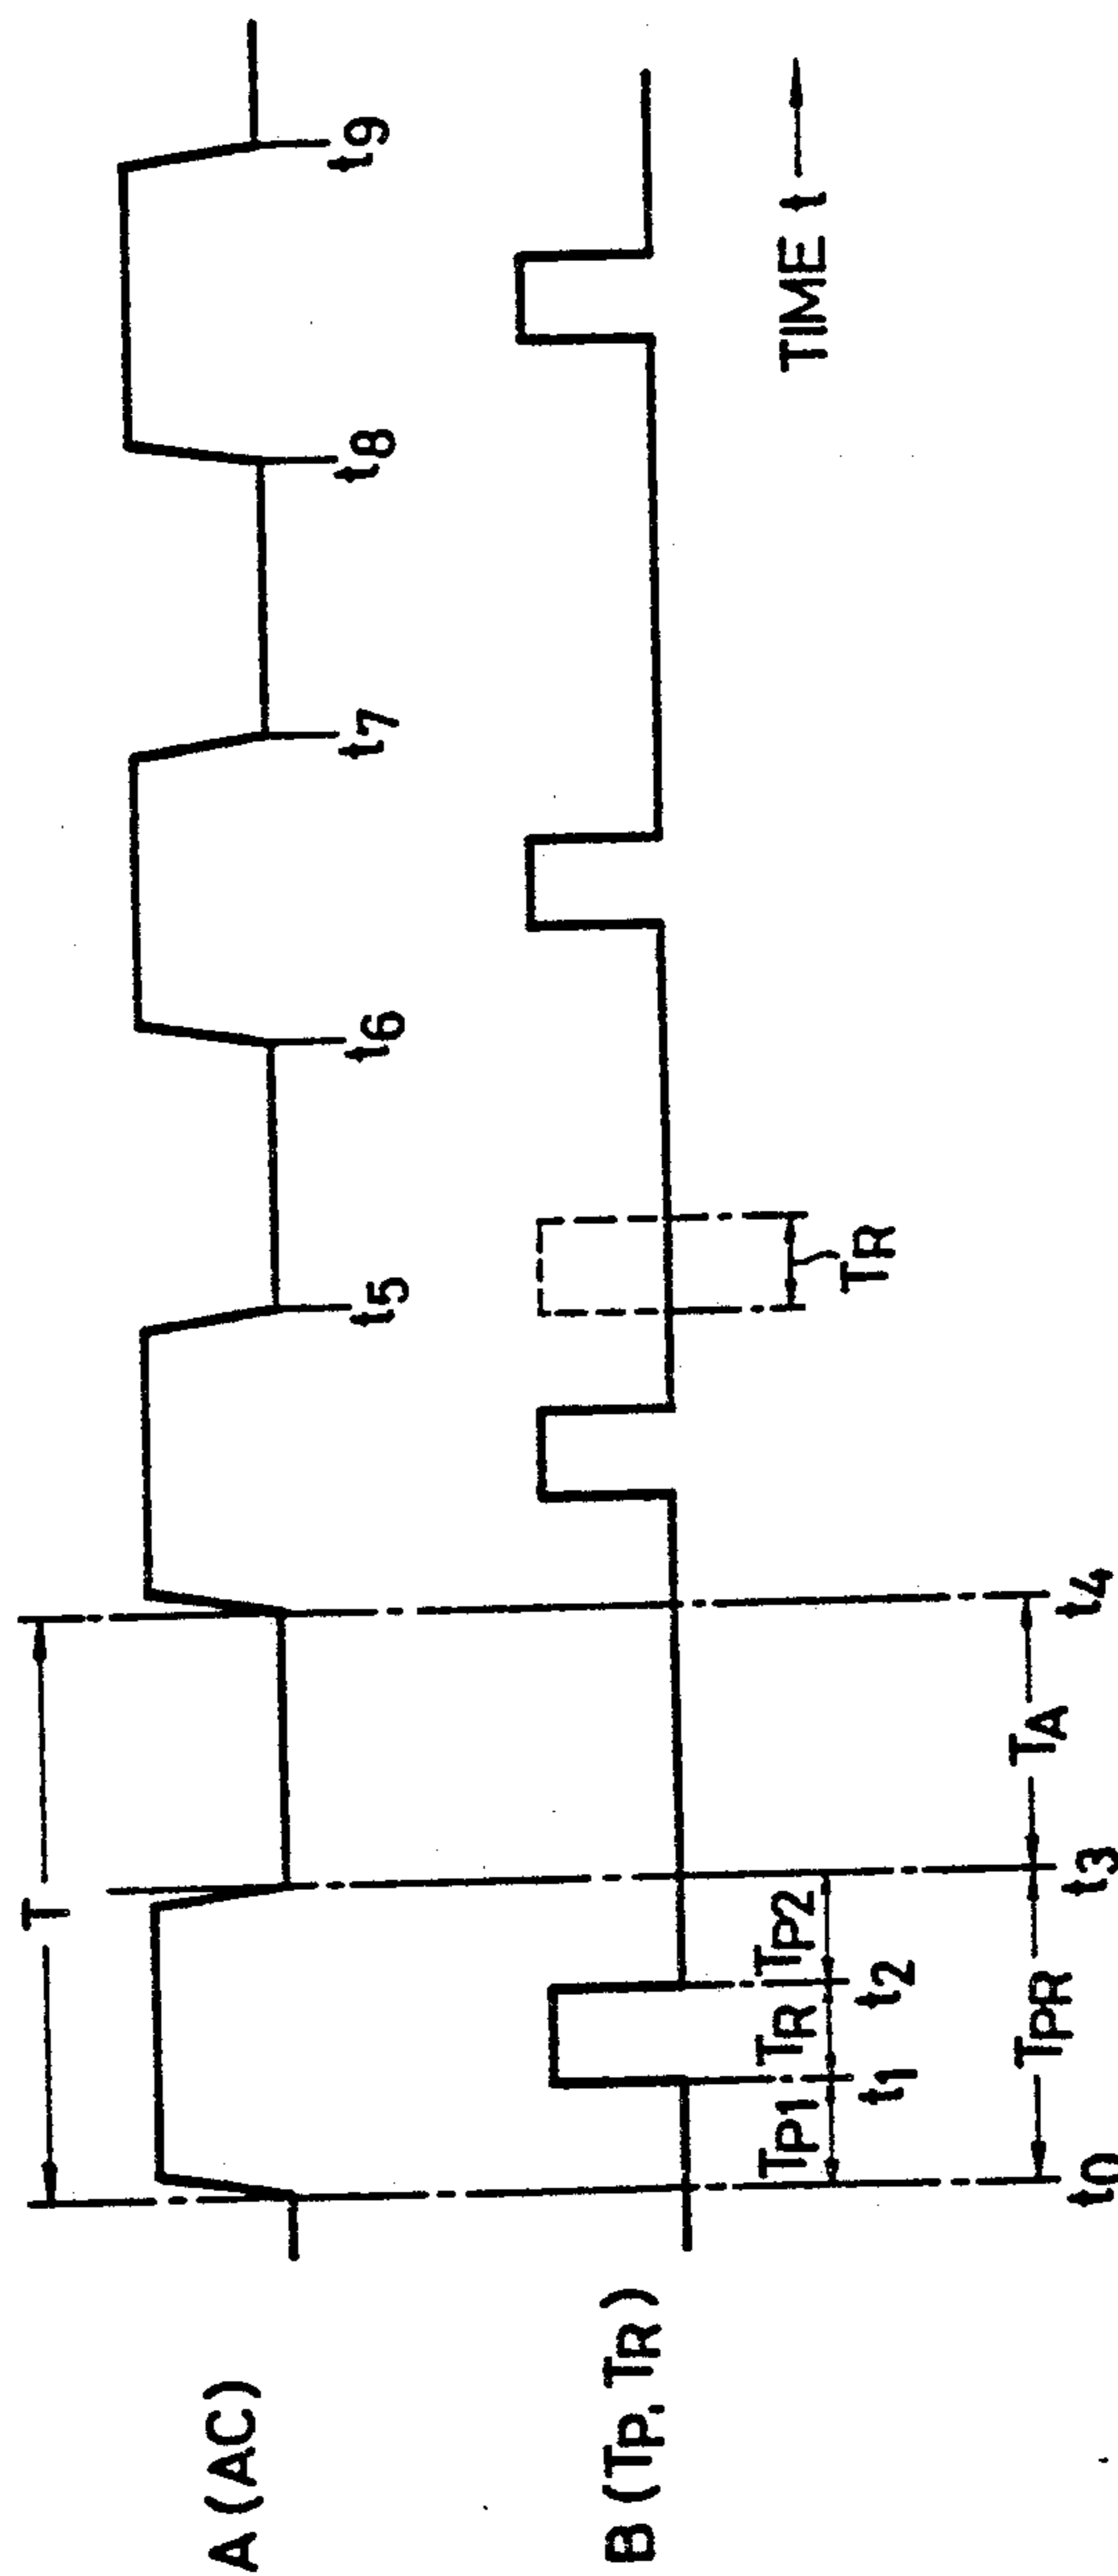 T
A (AC)
t5
t6
t7
t8
t9
B (TP, TR)
TP1
TR
TP2
t1
t2
TR
TPR
TA
t0
t3
t4
TIME t